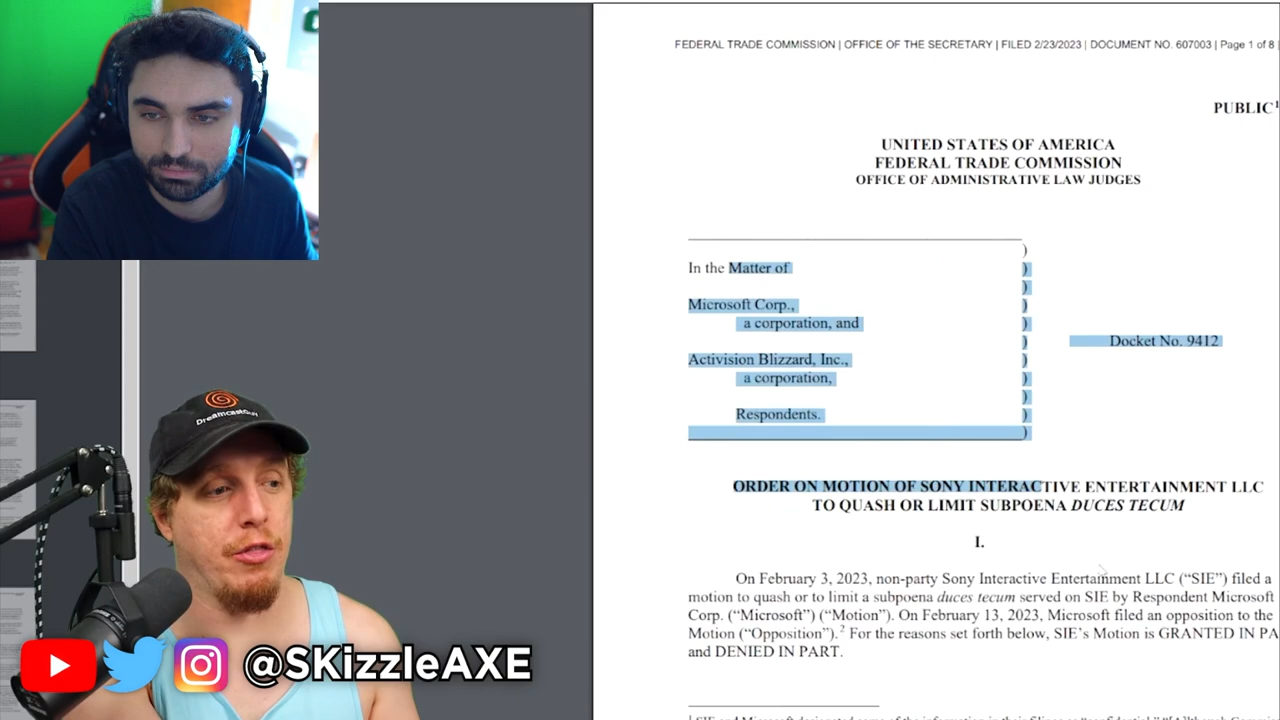 FEDERAL TRADE COMMISSION | OFFICE OF THE SECRETARY | FILED 2/23/2023 | DOCUMENT NO. 607003 | Page 1 of 8
PUBLIC1
UNITED STATES OF AMERICA
FEDERAL TRADE COMMISSION
OFFICE OF ADMINISTRATIVE LAW JUDGES
)
In the Matter of )
)
Microsoft Corp., )
a corporation, and )
) Docket No. 9412
Activision Blizzard, Inc., )
a corporation, )
)
Respondents. )
)
ORDER ON MOTION OF SONY INTERACTIVE ENTERTAINMENT LLC
TO QUASH OR LIMIT SUBPOENA DUCES TECUM
I.
On February 3, 2023, non-party Sony Interactive Entertainment LLC (“SIE”) filed a
motion to quash or to limit a subpoena duces tecum served on SIE by Respondent Microsoft
Corp. (“Microsoft”) (“Motion”). On February 13, 2023, Microsoft filed an opposition to the
Motion (“Opposition”).2 For the reasons set forth below, SIE’s Motion is GRANTED IN PA
and DENIED IN PART.
DreamcastGuy
@SKizzleAXE